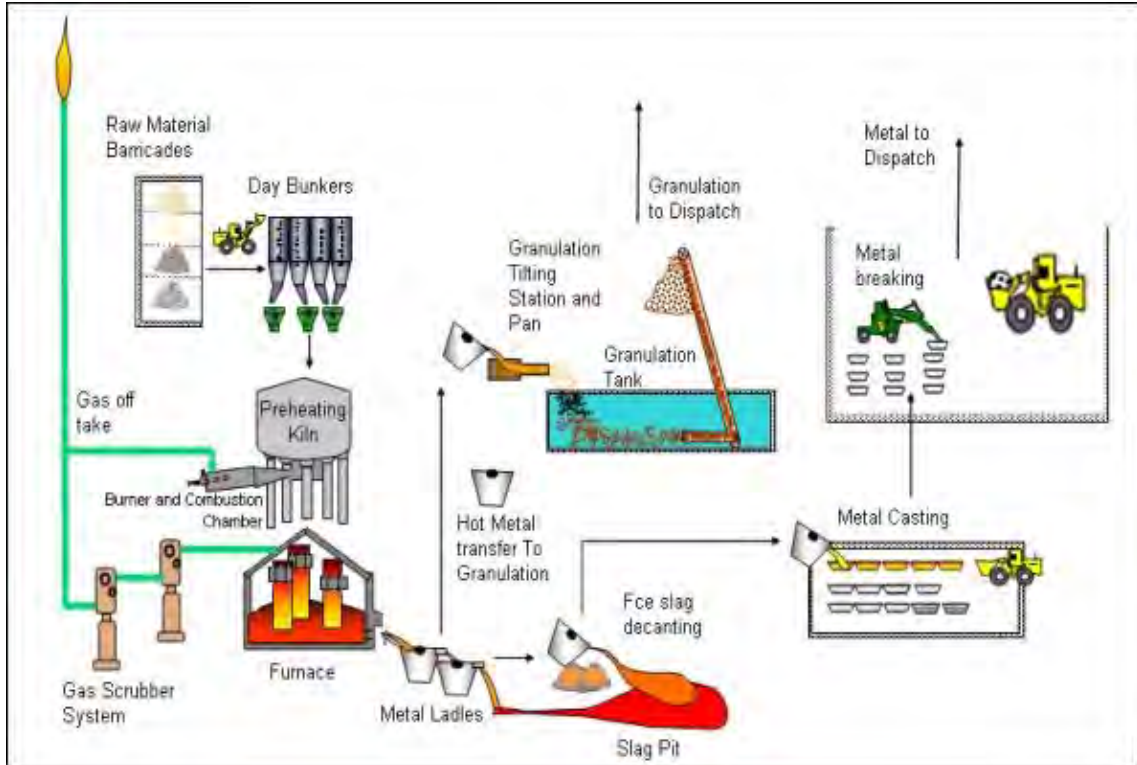 Raw Material
Barricades
Day Bunkers
Gas off
take
Preheating
Kiln
Burner and Combustion
Chamber
Gas Scrubber
System
Furnace
Metal Ladles
Slag Pit
Fce slag
decanting
Hot Metal
transfer To
Granulation
Granulation
Tilting
Station and
Pan
Granulation
Tank
Granulation
to Dispatch
Metal Casting
Metal
breaking
Metal to
Dispatch